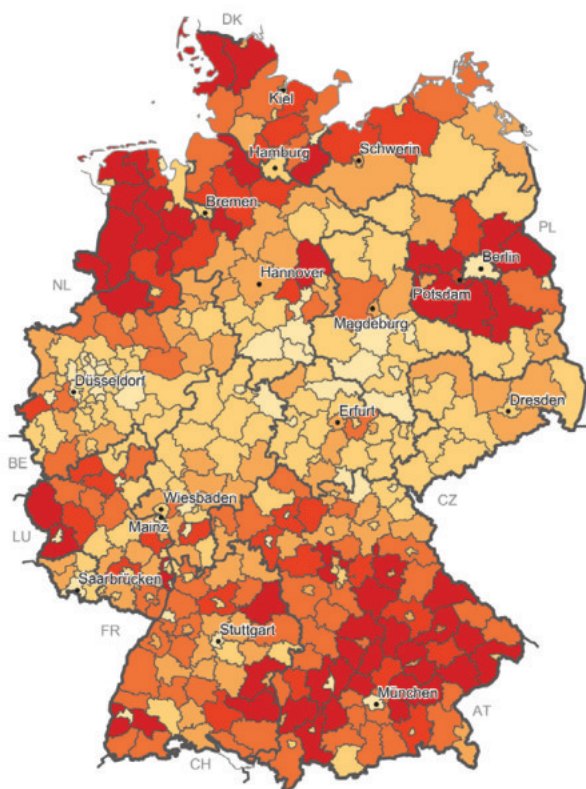 DK
Kiel
Hamburg
Schwerin
Bremen
PL
Berlin
Hannover
NL
Potsdam
Magdeburg
Düsseldorf
Erfurt
Dresden
BE
Wiesbaden
CZ
Mainz
LU
Saarbrücken
FR
Stuttgart
München
AT
CH